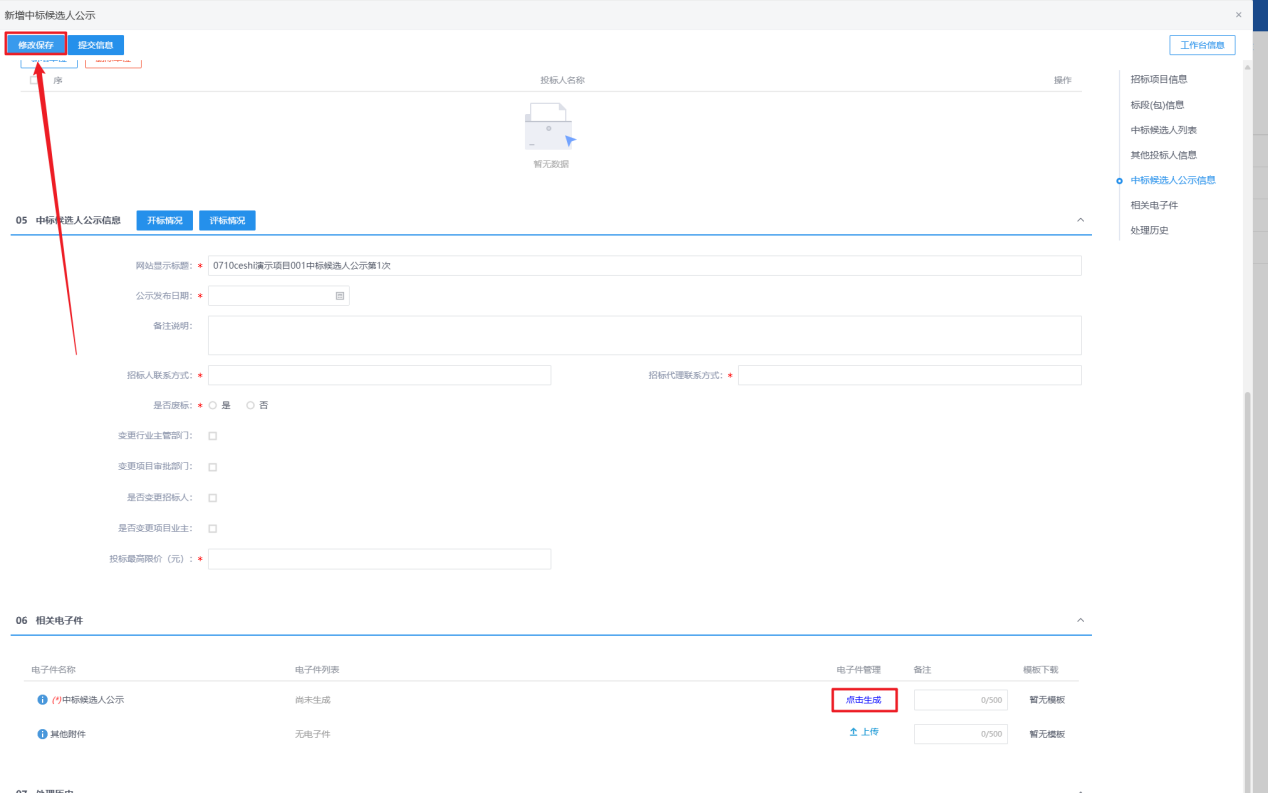 新增中标候选人公示 ×
修改保存 提交信息 工作台信息
序 投标人名称 操作
暂无数据
招标项目信息
标段(包)信息
中标候选人列表
其他投标人信息
中标候选人公示信息
相关电子件
处理历史
05 中标候选人公示信息 开标情况 评标情况
网站显示标题: * 0710ceshi演示项目001中标候选人公示第1次
公示发布日期: *
备注说明:
招标人联系方式: * 招标代理联系方式: *
是否废标: * 是 否
变更行业主管部门:
变更项目审批部门:
是否变更招标人:
是否变更项目业主:
投标最高限价（元）: *
06 相关电子件
电子件名称 电子件列表 电子件管理 备注 模板下载
(*)中标候选人公示 尚未生成 点击生成 0/500 暂无模板
其他附件 无电子件 上传 0/500 暂无模板
07 处理历史